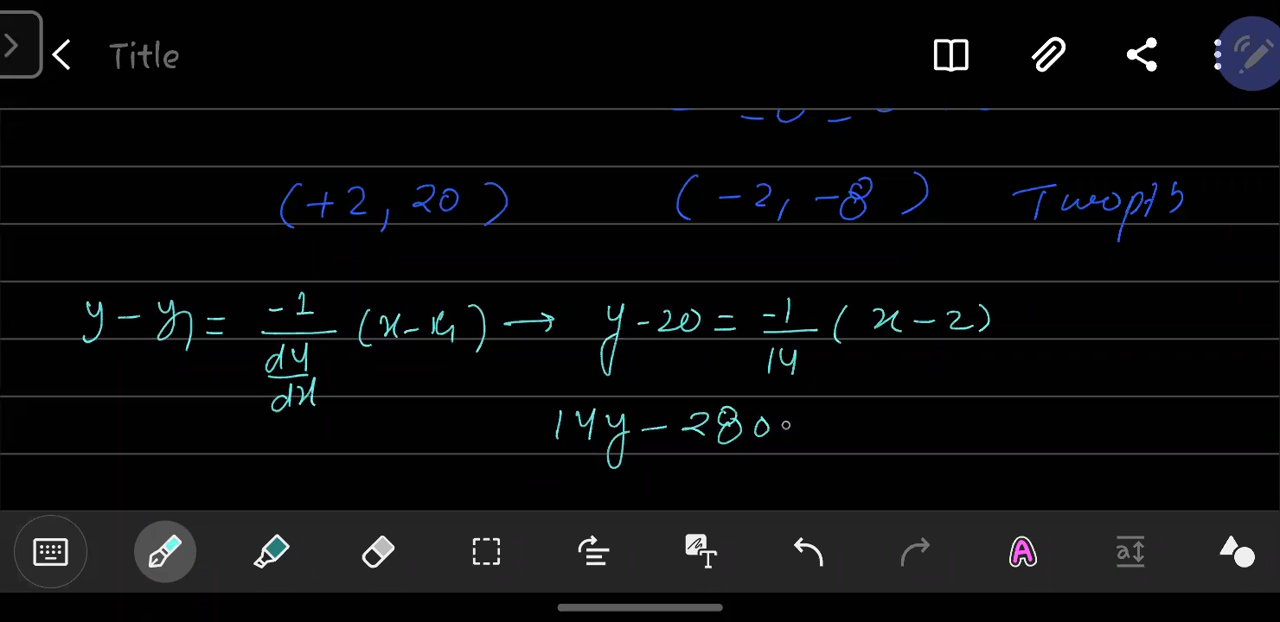 Title
(+2, 20) (-2, -8) Two pts
y - y₁ = -1/(dy/dx) (x - x₁) → y - 20 = -1/14 (x - 2)
14y - 280